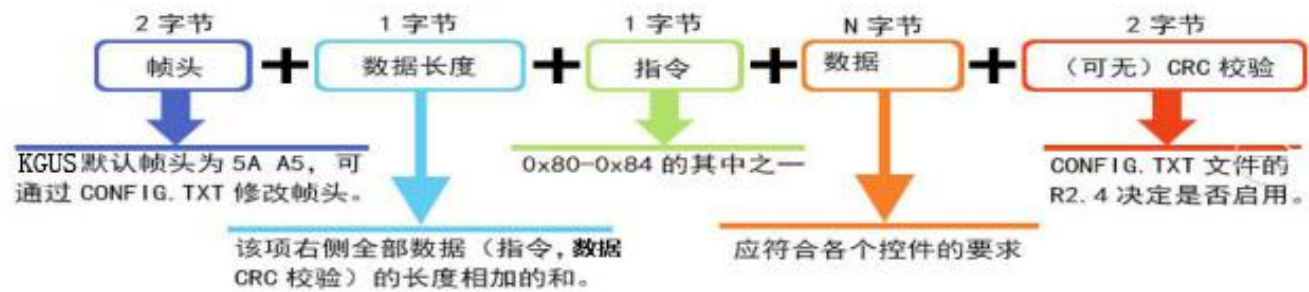 2 字节
1 字节
1 字节
N 字节
2 字节
帧头
数据长度
指令
数据
（可无）CRC 校验
KGUS 默认帧头为 5A A5，可
通过 CONFIG.TXT 修改帧头。
0x80-0x84 的其中之一
CONFIG.TXT 文件的
R2.4 决定是否启用。
该项右侧全部数据（指令,数据
CRC 校验）的长度相加的和。
应符合各个控件的要求